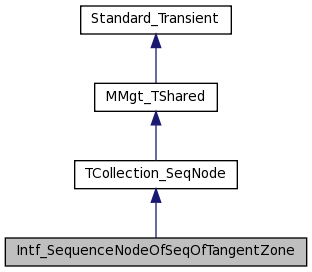 Standard_Transient
MMgt_TShared
TCollection_SeqNode
Intf_SequenceNodeOfSeqOfTangentZone